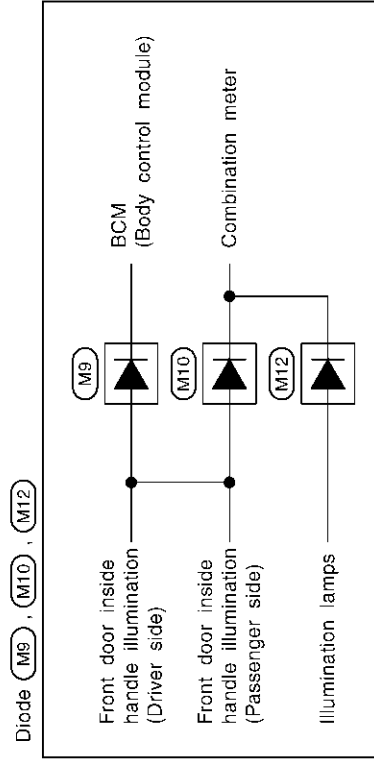 Diode M9 , M10 , M12
Front door inside
handle illumination
(Driver side)
M9
BCM
(Body control module)
Front door inside
handle illumination
(Passenger side)
M10
Combination meter
Illumination lamps
M12